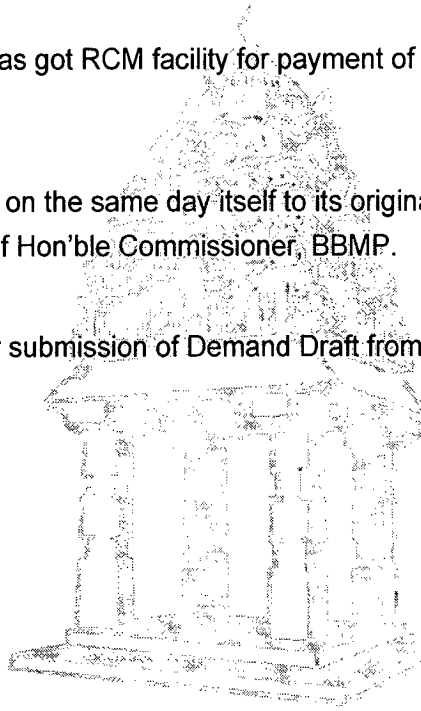 as got RCM facility for payment of
on the same day itself to its origina
f Hon'ble Commissioner, BBMP.
r submission of Demand Draft from